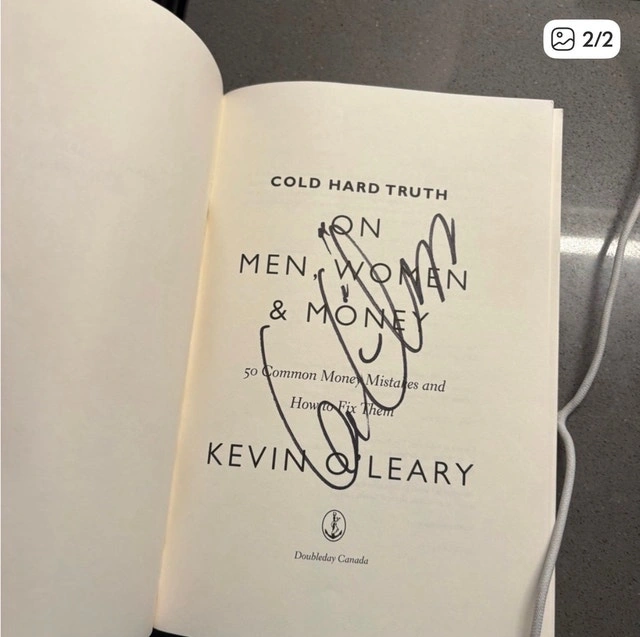 2/2
COLD HARD TRUTH
ON
MEN, WOMEN
& MONEY
50 Common Money Mistakes and
How to Fix Them
KEVIN O'LEARY
Doubleday Canada